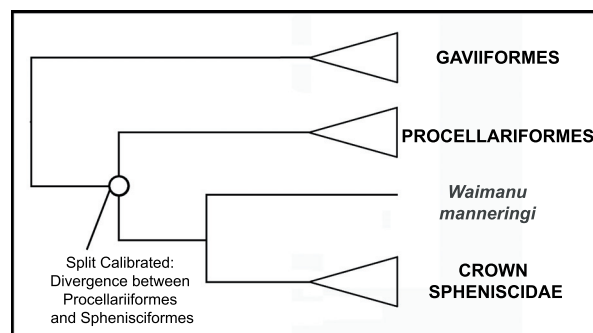 GAVIIFORMES
PROCELLARIFORMES
Waimanu
manneringi
Split Calibrated:
Divergence between
Procellariiformes
and Sphenisciformes
CROWN
SPHENISCIDAE